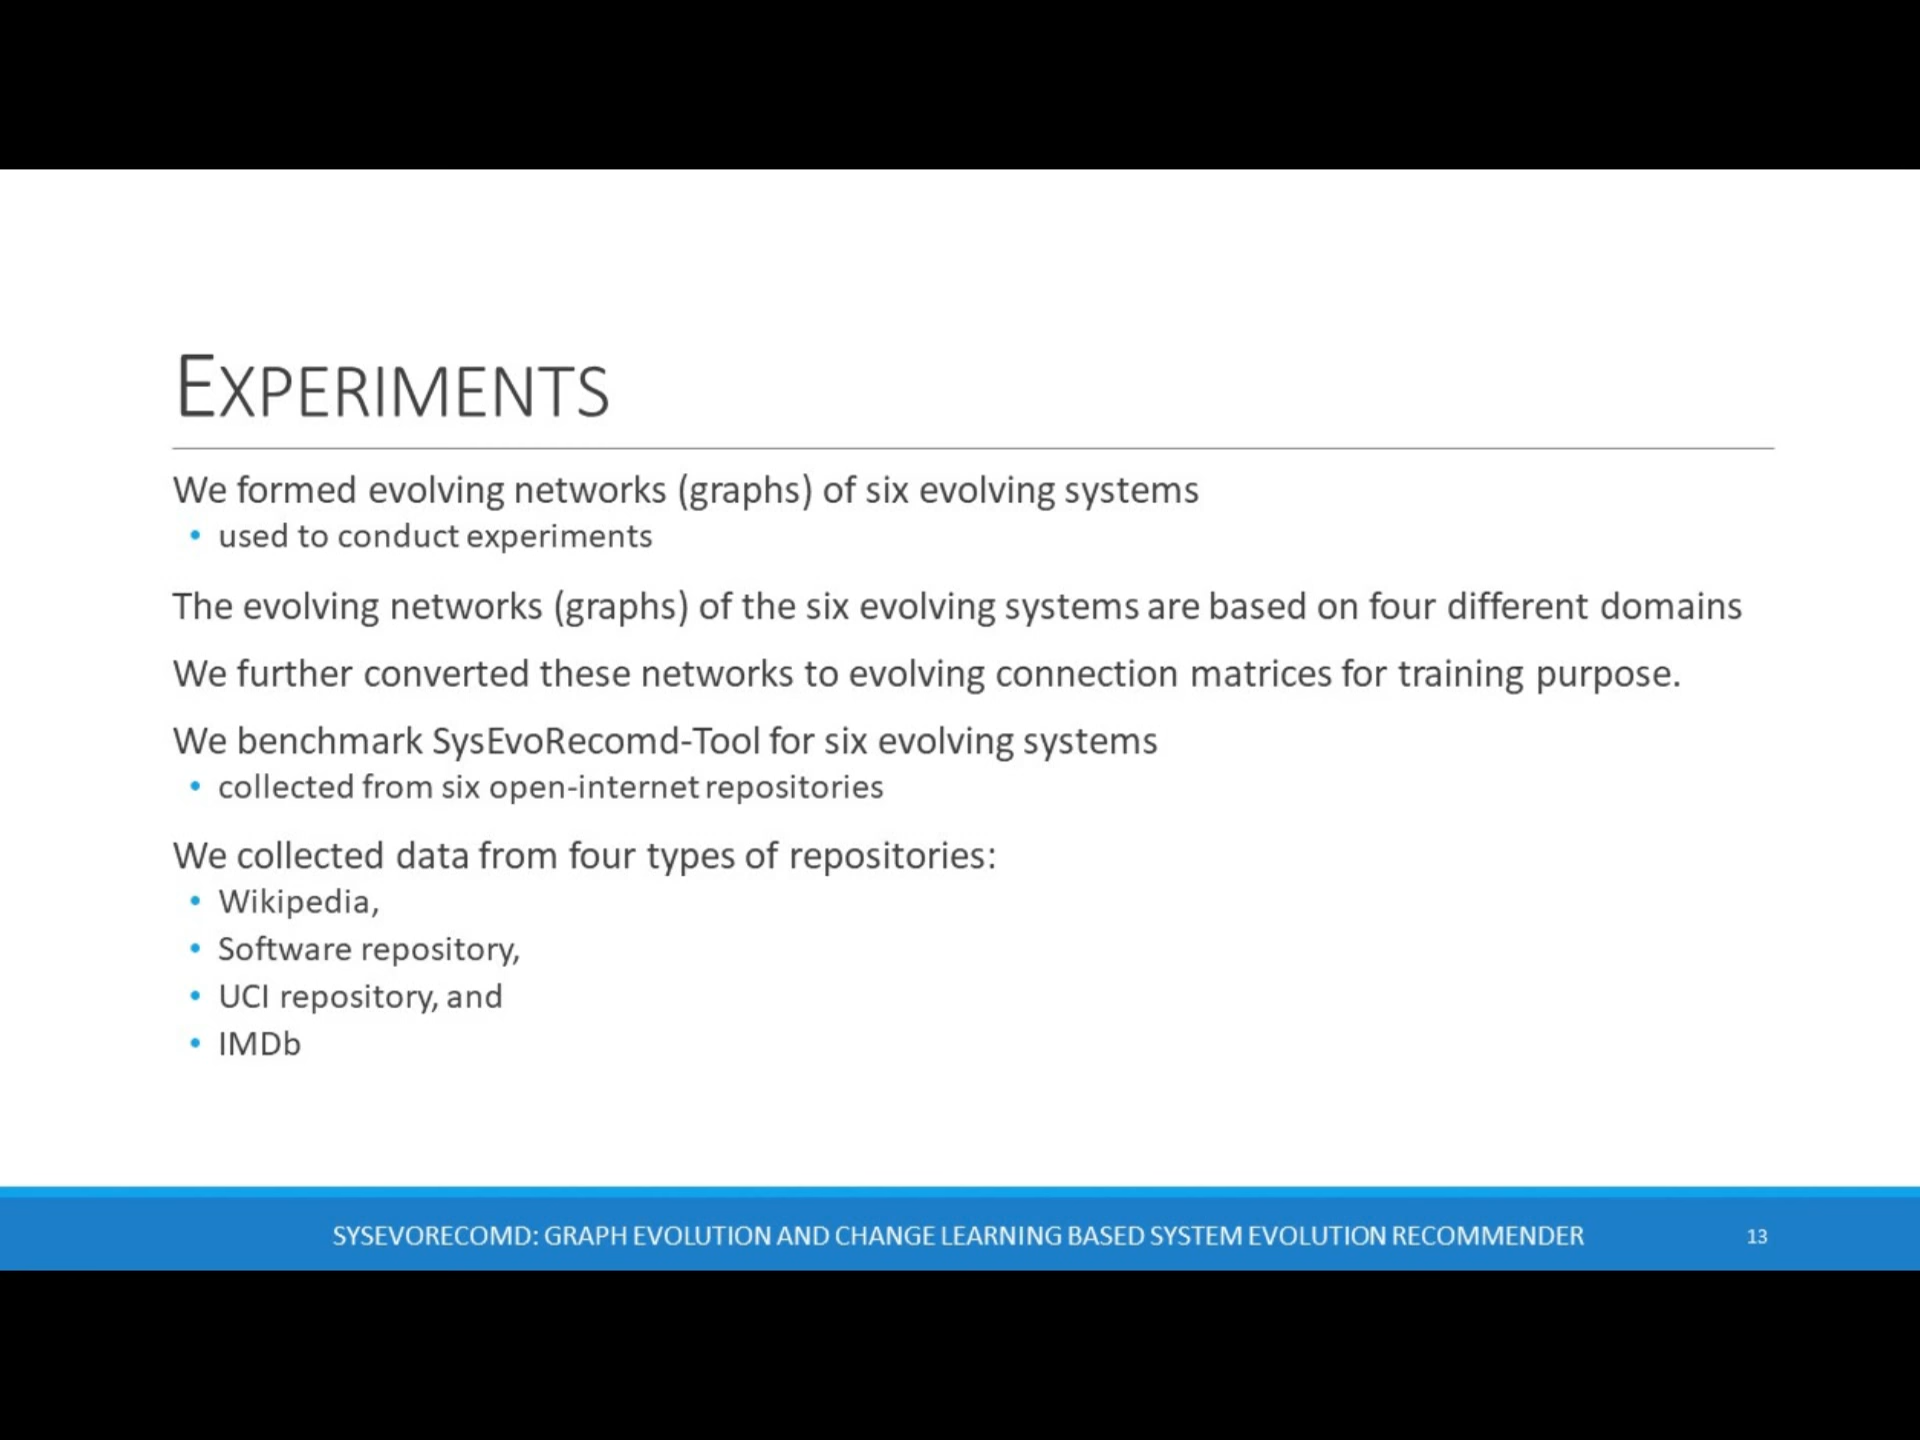 EXPERIMENTS
We formed evolving networks (graphs) of six evolving systems
• used to conduct experiments
The evolving networks (graphs) of the six evolving systems are based on four different domains
We further converted these networks to evolving connection matrices for training purpose.
We benchmark SysEvoRecomd-Tool for six evolving systems
• collected from six open-internet repositories
We collected data from four types of repositories:
• Wikipedia,
• Software repository,
• UCI repository, and
• IMDb
SYSEVORECOMD: GRAPH EVOLUTION AND CHANGE LEARNING BASED SYSTEM EVOLUTION RECOMMENDER 13